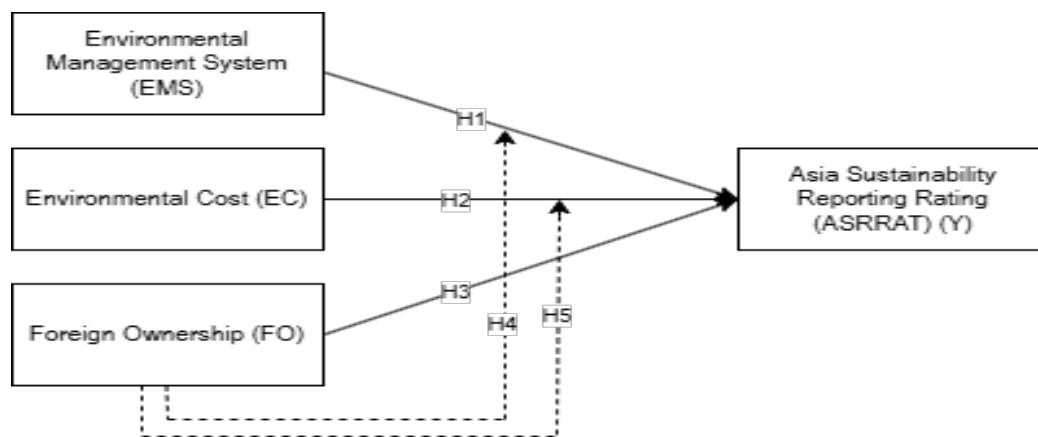 Environmental
Management System
(EMS)
H1
Environmental Cost (EC)
H2
Asia Sustainability
Reporting Rating
(ASRRAT) (Y)
Foreign Ownership (FO)
H3
H4
H5